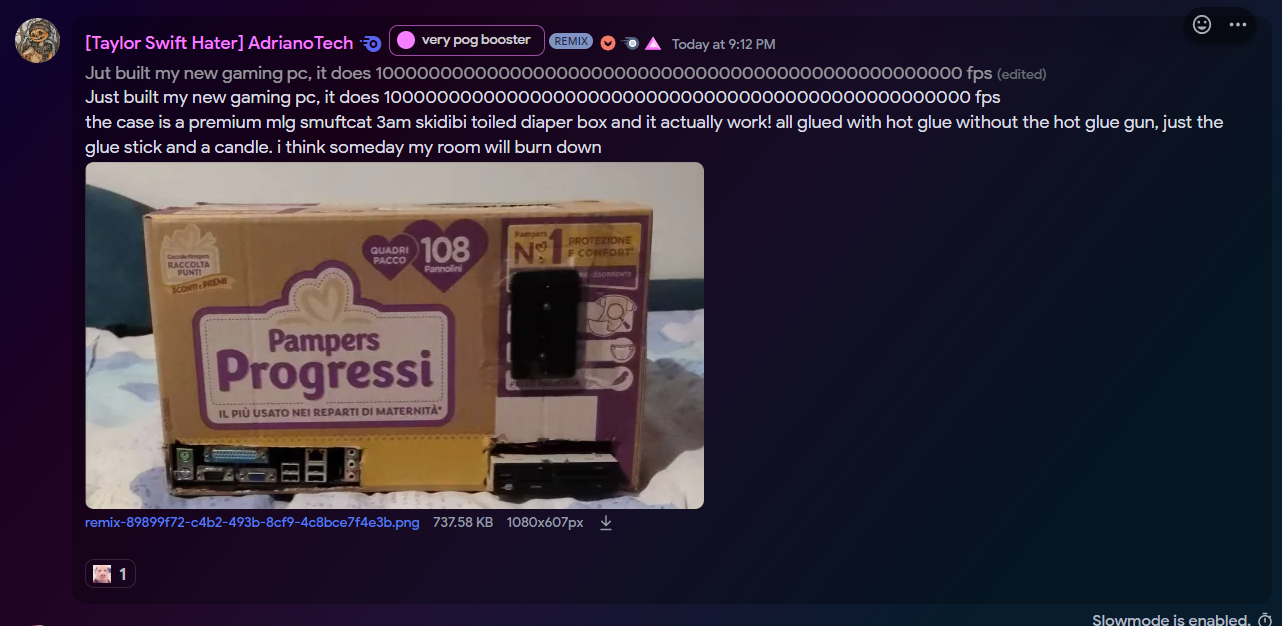 [Taylor Swift Hater] AdrianoTech very pog booster REMIX Today at 9:12 PM
Jut built my new gaming pc, it does 10000000000000000000000000000000000000000000000000 fps (edited)
Just built my new gaming pc, it does 10000000000000000000000000000000000000000000000000 fps
the case is a premium mlg smuftcat 3am skidibi toiled diaper box and it actually work! all glued with hot glue without the hot glue gun, just the
glue stick and a candle. i think someday my room will burn down
Coccole Pampers
RACCOLTA
PUNTI
SCONTI e PREMI
QUADRI
PACCO
108
Pannolini
Pampers
N°1
PROTEZIONE
E COMFORT*
Pampers
Progressi
IL PIÙ USATO NEI REPARTI DI MATERNITÀ*
remix-89899f72-c4b2-493b-8cf9-4c8bce7f4e3b.png 737.58 KB 1080x607px
1
Slowmode is enabled.